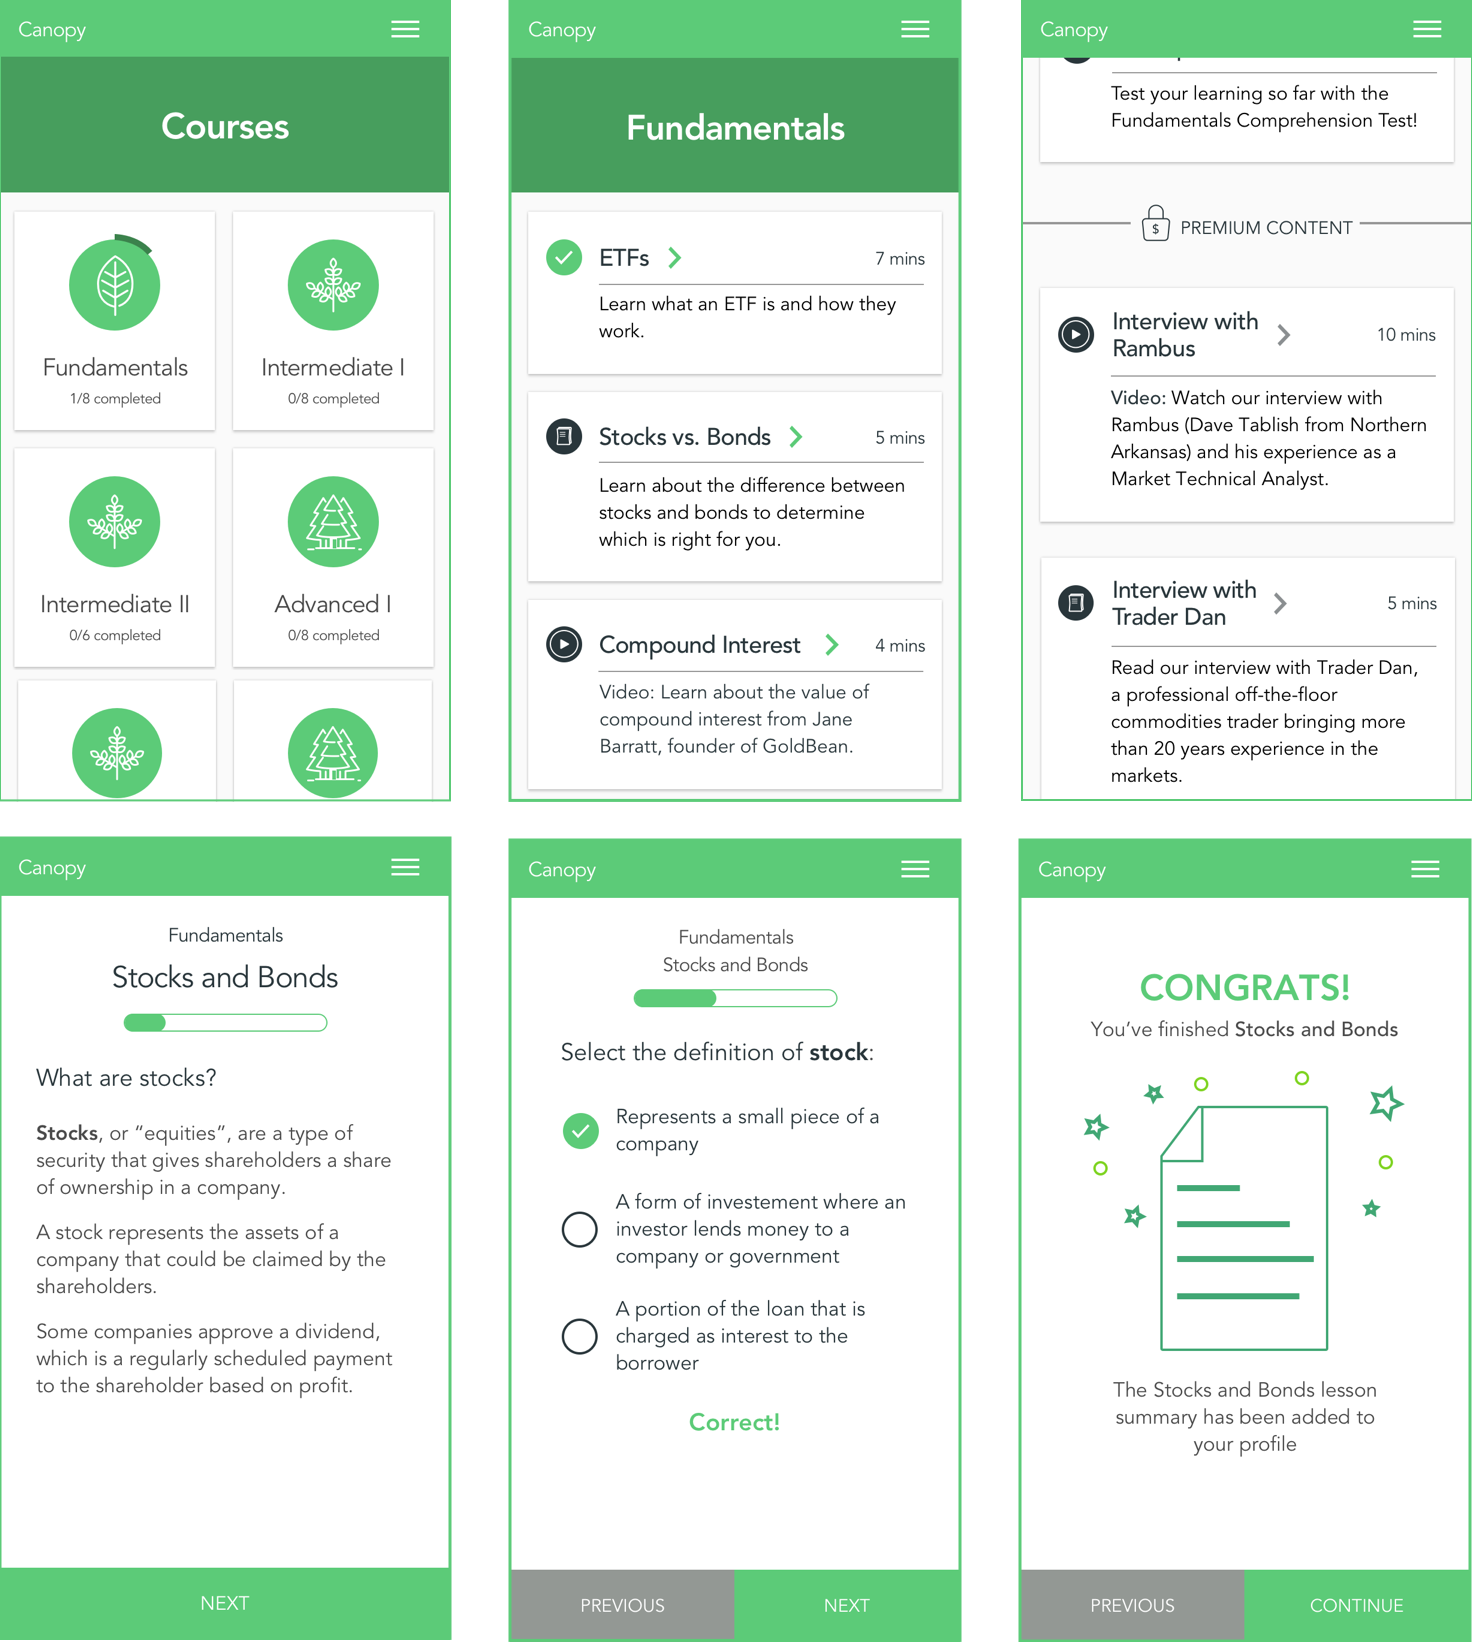 Canopy
Courses
Fundamentals
1/8 completed
Intermediate I
0/8 completed
Intermediate II
0/6 completed
Advanced I
0/8 completed
Canopy
Fundamentals
ETFs
7 mins
Learn what an ETF is and how they
work.
Stocks vs. Bonds
5 mins
Learn about the difference between
stocks and bonds to determine
which is right for you.
Compound Interest
4 mins
Video: Learn about the value of
compound interest from Jane
Barratt, founder of GoldBean.
Canopy
Test your learning so far with the
Fundamentals Comprehension Test!
$ PREMIUM CONTENT
Interview with
Rambus
10 mins
Video: Watch our interview with
Rambus (Dave Tablish from Northern
Arkansas) and his experience as a
Market Technical Analyst.
Interview with
Trader Dan
5 mins
Read our interview with Trader Dan,
a professional off-the-floor
commodities trader bringing more
than 20 years experience in the
markets.
Canopy
Fundamentals
Stocks and Bonds
What are stocks?
Stocks, or “equities”, are a type of
security that gives shareholders a share
of ownership in a company.
A stock represents the assets of a
company that could be claimed by the
shareholders.
Some companies approve a dividend,
which is a regularly scheduled payment
to the shareholder based on profit.
NEXT
Canopy
Fundamentals
Stocks and Bonds
Select the definition of stock:
Represents a small piece of a
company
A form of investement where an
investor lends money to a
company or government
A portion of the loan that is
charged as interest to the
borrower
Correct!
PREVIOUS
NEXT
Canopy
CONGRATS!
You’ve finished Stocks and Bonds
The Stocks and Bonds lesson
summary has been added to
your profile
PREVIOUS
CONTINUE